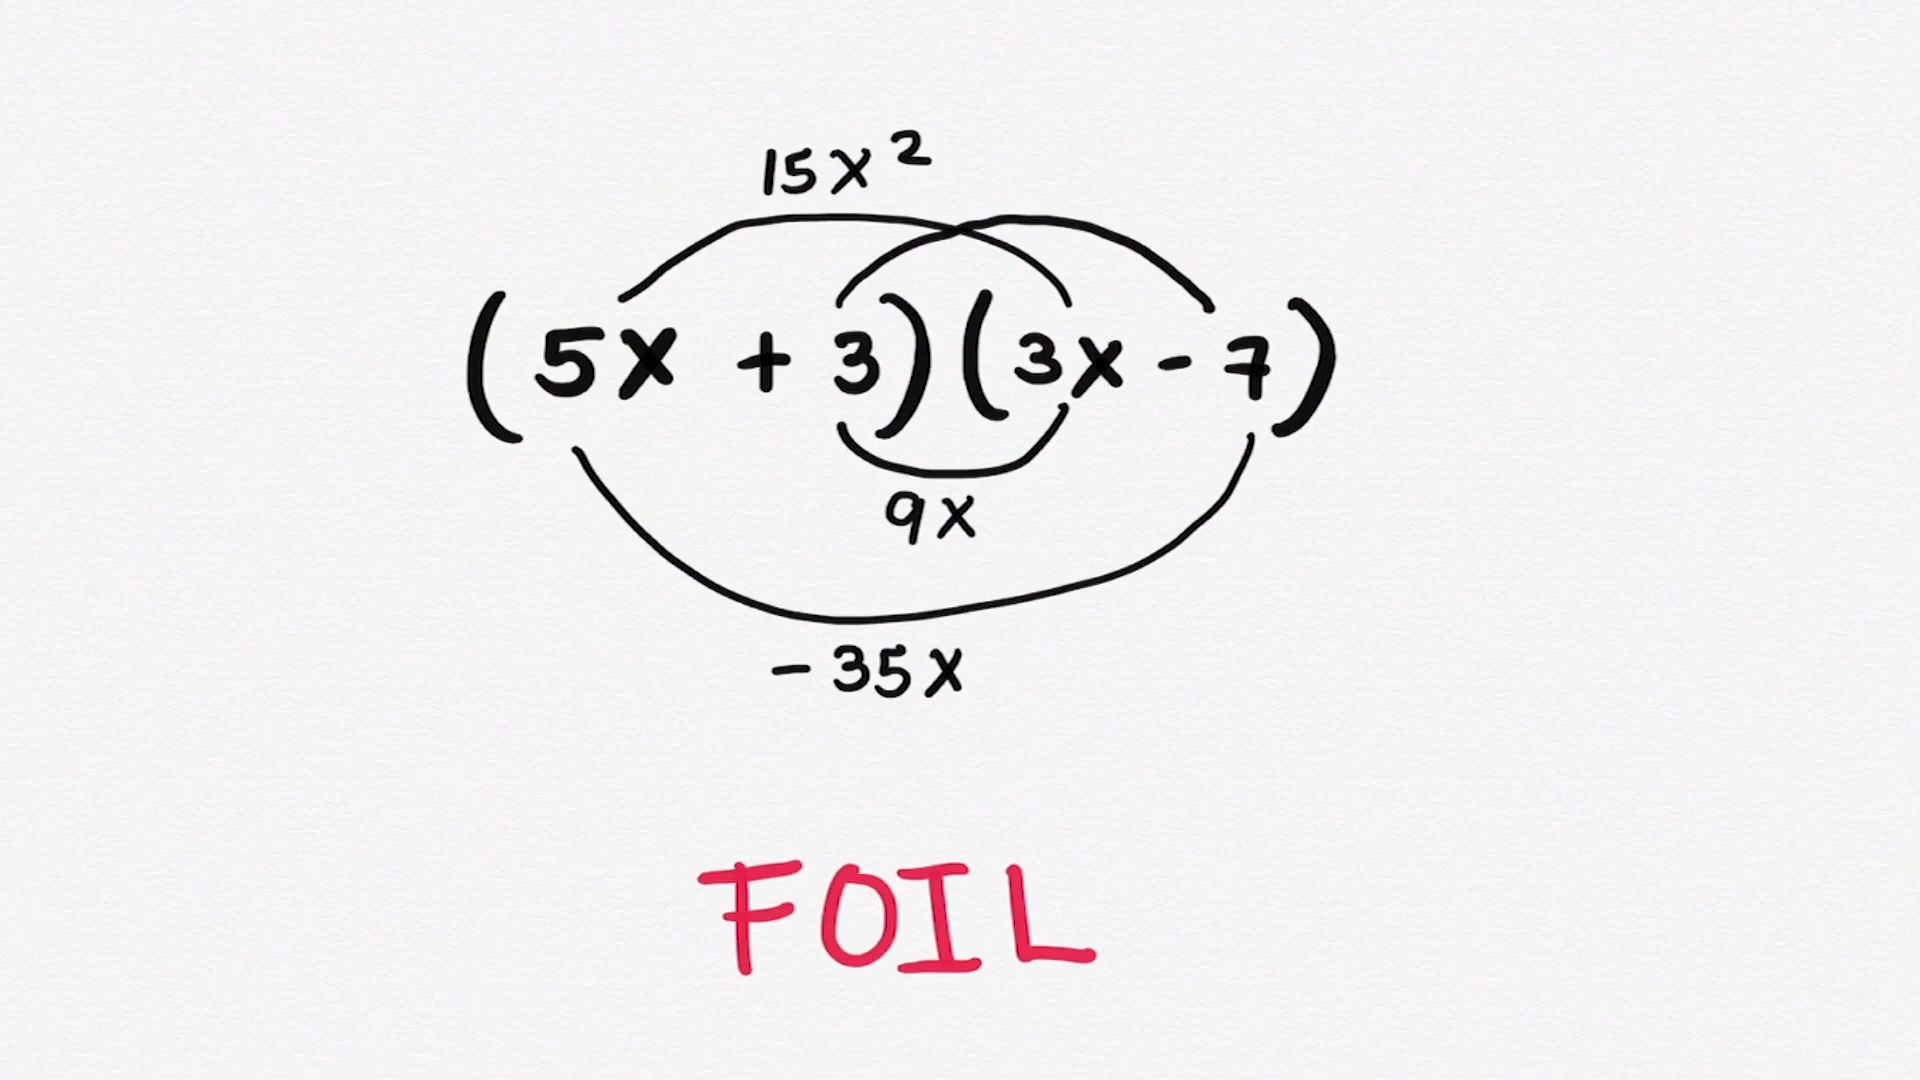 15x²
(5x + 3)(3x - 7)
9x
- 35x
FOIL